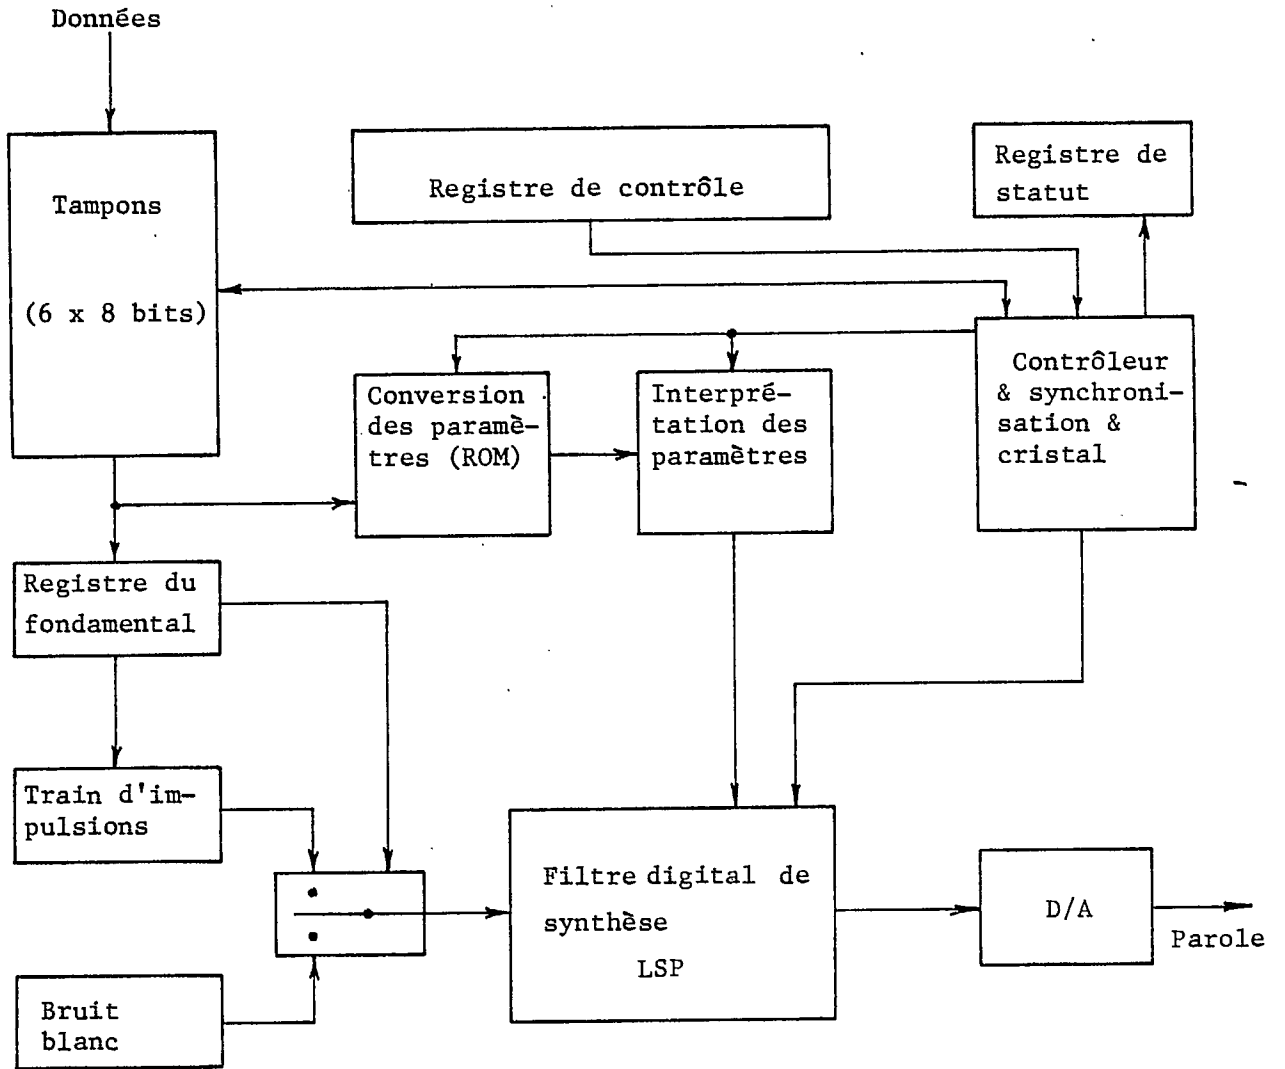 Données
Tampons
(6 x 8 bits)
Registre de contrôle
Registre de
statut
Conversion
des paramè-
tres (ROM)
Interpré-
tation des
paramètres
Contrôleur
& synchroni-
sation &
cristal
Registre du
fondamental
Train d'im-
pulsions
Bruit
blanc
Filtre digital de
synthèse
LSP
D/A
Parole